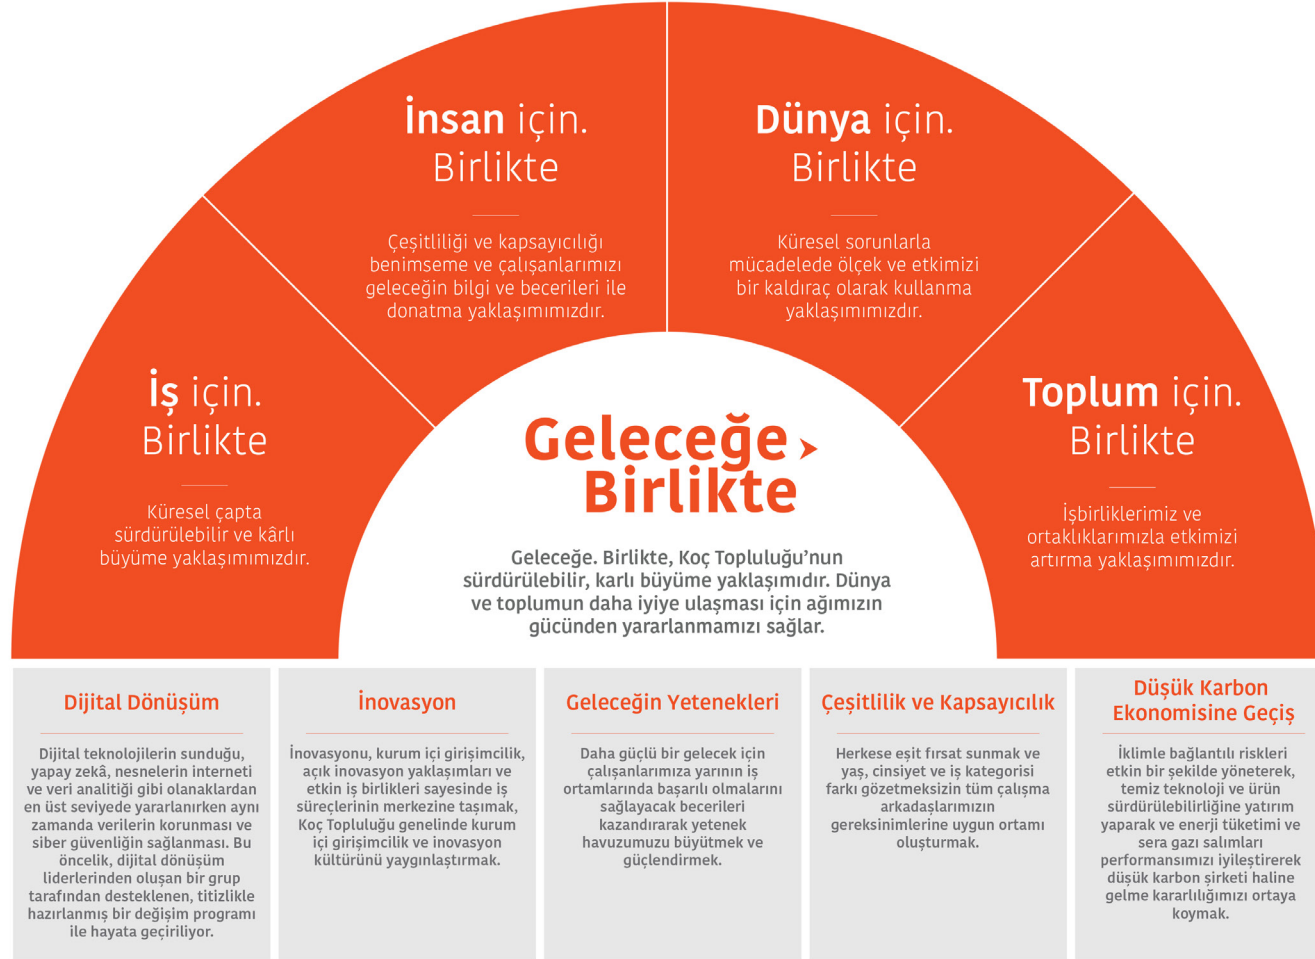 İnsan için.
Birlikte
Çeşitliliği ve kapsayıcılığı
benimseme ve çalışanlarımızı
geleceğin bilgi ve becerileri ile
donatma yaklaşımımızdır.
Dünya için.
Birlikte
Küresel sorunlarla
mücadelede ölçek ve etkimizi
bir kaldıraç olarak kullanma
yaklaşımımızdır.
İş için.
Birlikte
Küresel çapta
sürdürülebilir ve kârlı
büyüme yaklaşımımızdır.
Geleceğe
Birlikte
Geleceğe. Birlikte, Koç Topluluğu’nun
sürdürülebilir, karlı büyüme yaklaşımıdır. Dünya
ve toplumun daha iyiye ulaşması için ağımızın
gücünden yararlanmamızı sağlar.
Toplum için.
Birlikte
İşbirliklerimiz ve
ortaklıklarımızla etkimizi
artırma yaklaşımımızdır.
Dijital Dönüşüm
Dijital teknolojilerin sunduğu,
yapay zekâ, nesnelerin interneti
ve veri analitiği gibi olanaklardan
en üst seviyede yararlanırken aynı
zamanda verilerin korunması ve
siber güvenliğin sağlanması. Bu
öncelik, dijital dönüşüm
liderlerinden oluşan bir grup
tarafından desteklenen, titizlikle
hazırlanmış bir değişim programı
ile hayata geçiriliyor.
İnovasyon
İnovasyonu, kurum içi girişimcilik,
açık inovasyon yaklaşımları ve
etkin iş birlikleri sayesinde iş
süreçlerinin merkezine taşımak,
Koç Topluluğu genelinde kurum
içi girişimcilik ve inovasyon
kültürünü yaygınlaştırmak.
Geleceğin Yetenekleri
Daha güçlü bir gelecek için
çalışanlarımıza yarının iş
ortamlarında başarılı olmalarını
sağlayacak becerileri
kazandırarak yetenek
havuzumuzu büyütmek ve
güçlendirmek.
Çeşitlilik ve Kapsayıcılık
Herkese eşit fırsat sunmak ve
yaş, cinsiyet ve iş kategorisi
farkı gözetmeksizin tüm çalışma
arkadaşlarımızın
gereksinimlerine uygun ortamı
oluşturmak.
Düşük Karbon
Ekonomisine Geçiş
İklimle bağlantılı riskleri
etkin bir şekilde yöneterek,
temiz teknoloji ve ürün
sürdürülebilirliğine yatırım
yaparak ve enerji tüketimi ve
sera gazı salımları
performansımızı iyileştirerek
düşük karbon şirketi haline
gelme kararlılığımızı ortaya
koymak.